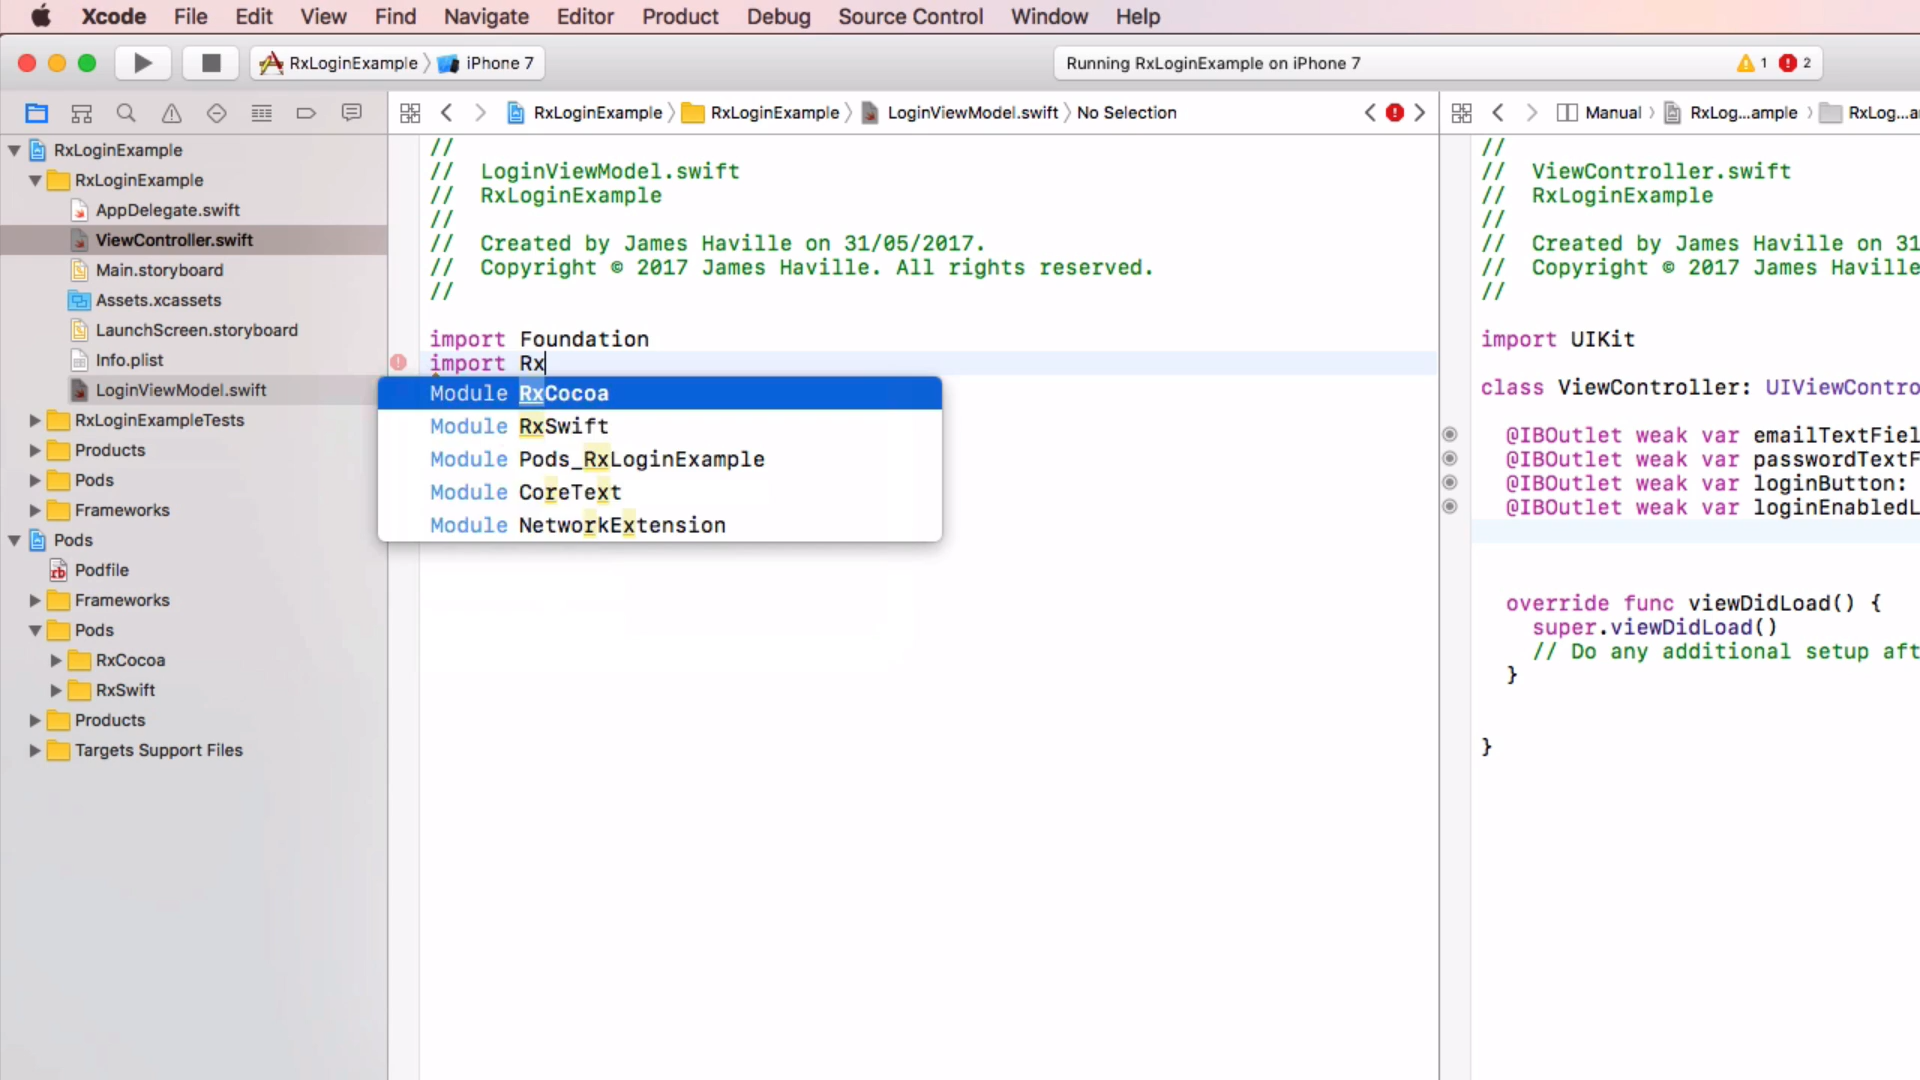 Xcode File Edit View Find Navigate Editor Product Debug Source Control Window Help
RxLoginExample iPhone 7
Running RxLoginExample on iPhone 7
1 2
RxLoginExample RxLoginExample LoginViewModel.swift No Selection
Manual RxLog...ample RxLog...a
RxLoginExample
RxLoginExample
AppDelegate.swift
ViewController.swift
Main.storyboard
Assets.xcassets
LaunchScreen.storyboard
Info.plist
LoginViewModel.swift
RxLoginExampleTests
Products
Pods
Frameworks
Pods
Podfile
Frameworks
Pods
RxCocoa
RxSwift
Products
Targets Support Files
//
// LoginViewModel.swift
// RxLoginExample
//
// Created by James Haville on 31/05/2017.
// Copyright © 2017 James Haville. All rights reserved.
//
import Foundation
import Rx
Module RxCocoa
Module RxSwift
Module Pods_RxLoginExample
Module CoreText
Module NetworkExtension
//
// ViewController.swift
// RxLoginExample
//
// Created by James Haville on 31
// Copyright © 2017 James Haville
//
import UIKit
class ViewController: UIViewContro
@IBOutlet weak var emailTextFiel
@IBOutlet weak var passwordTextF
@IBOutlet weak var loginButton:
@IBOutlet weak var loginEnabledL
override func viewDidLoad() {
super.viewDidLoad()
// Do any additional setup aft
}
}